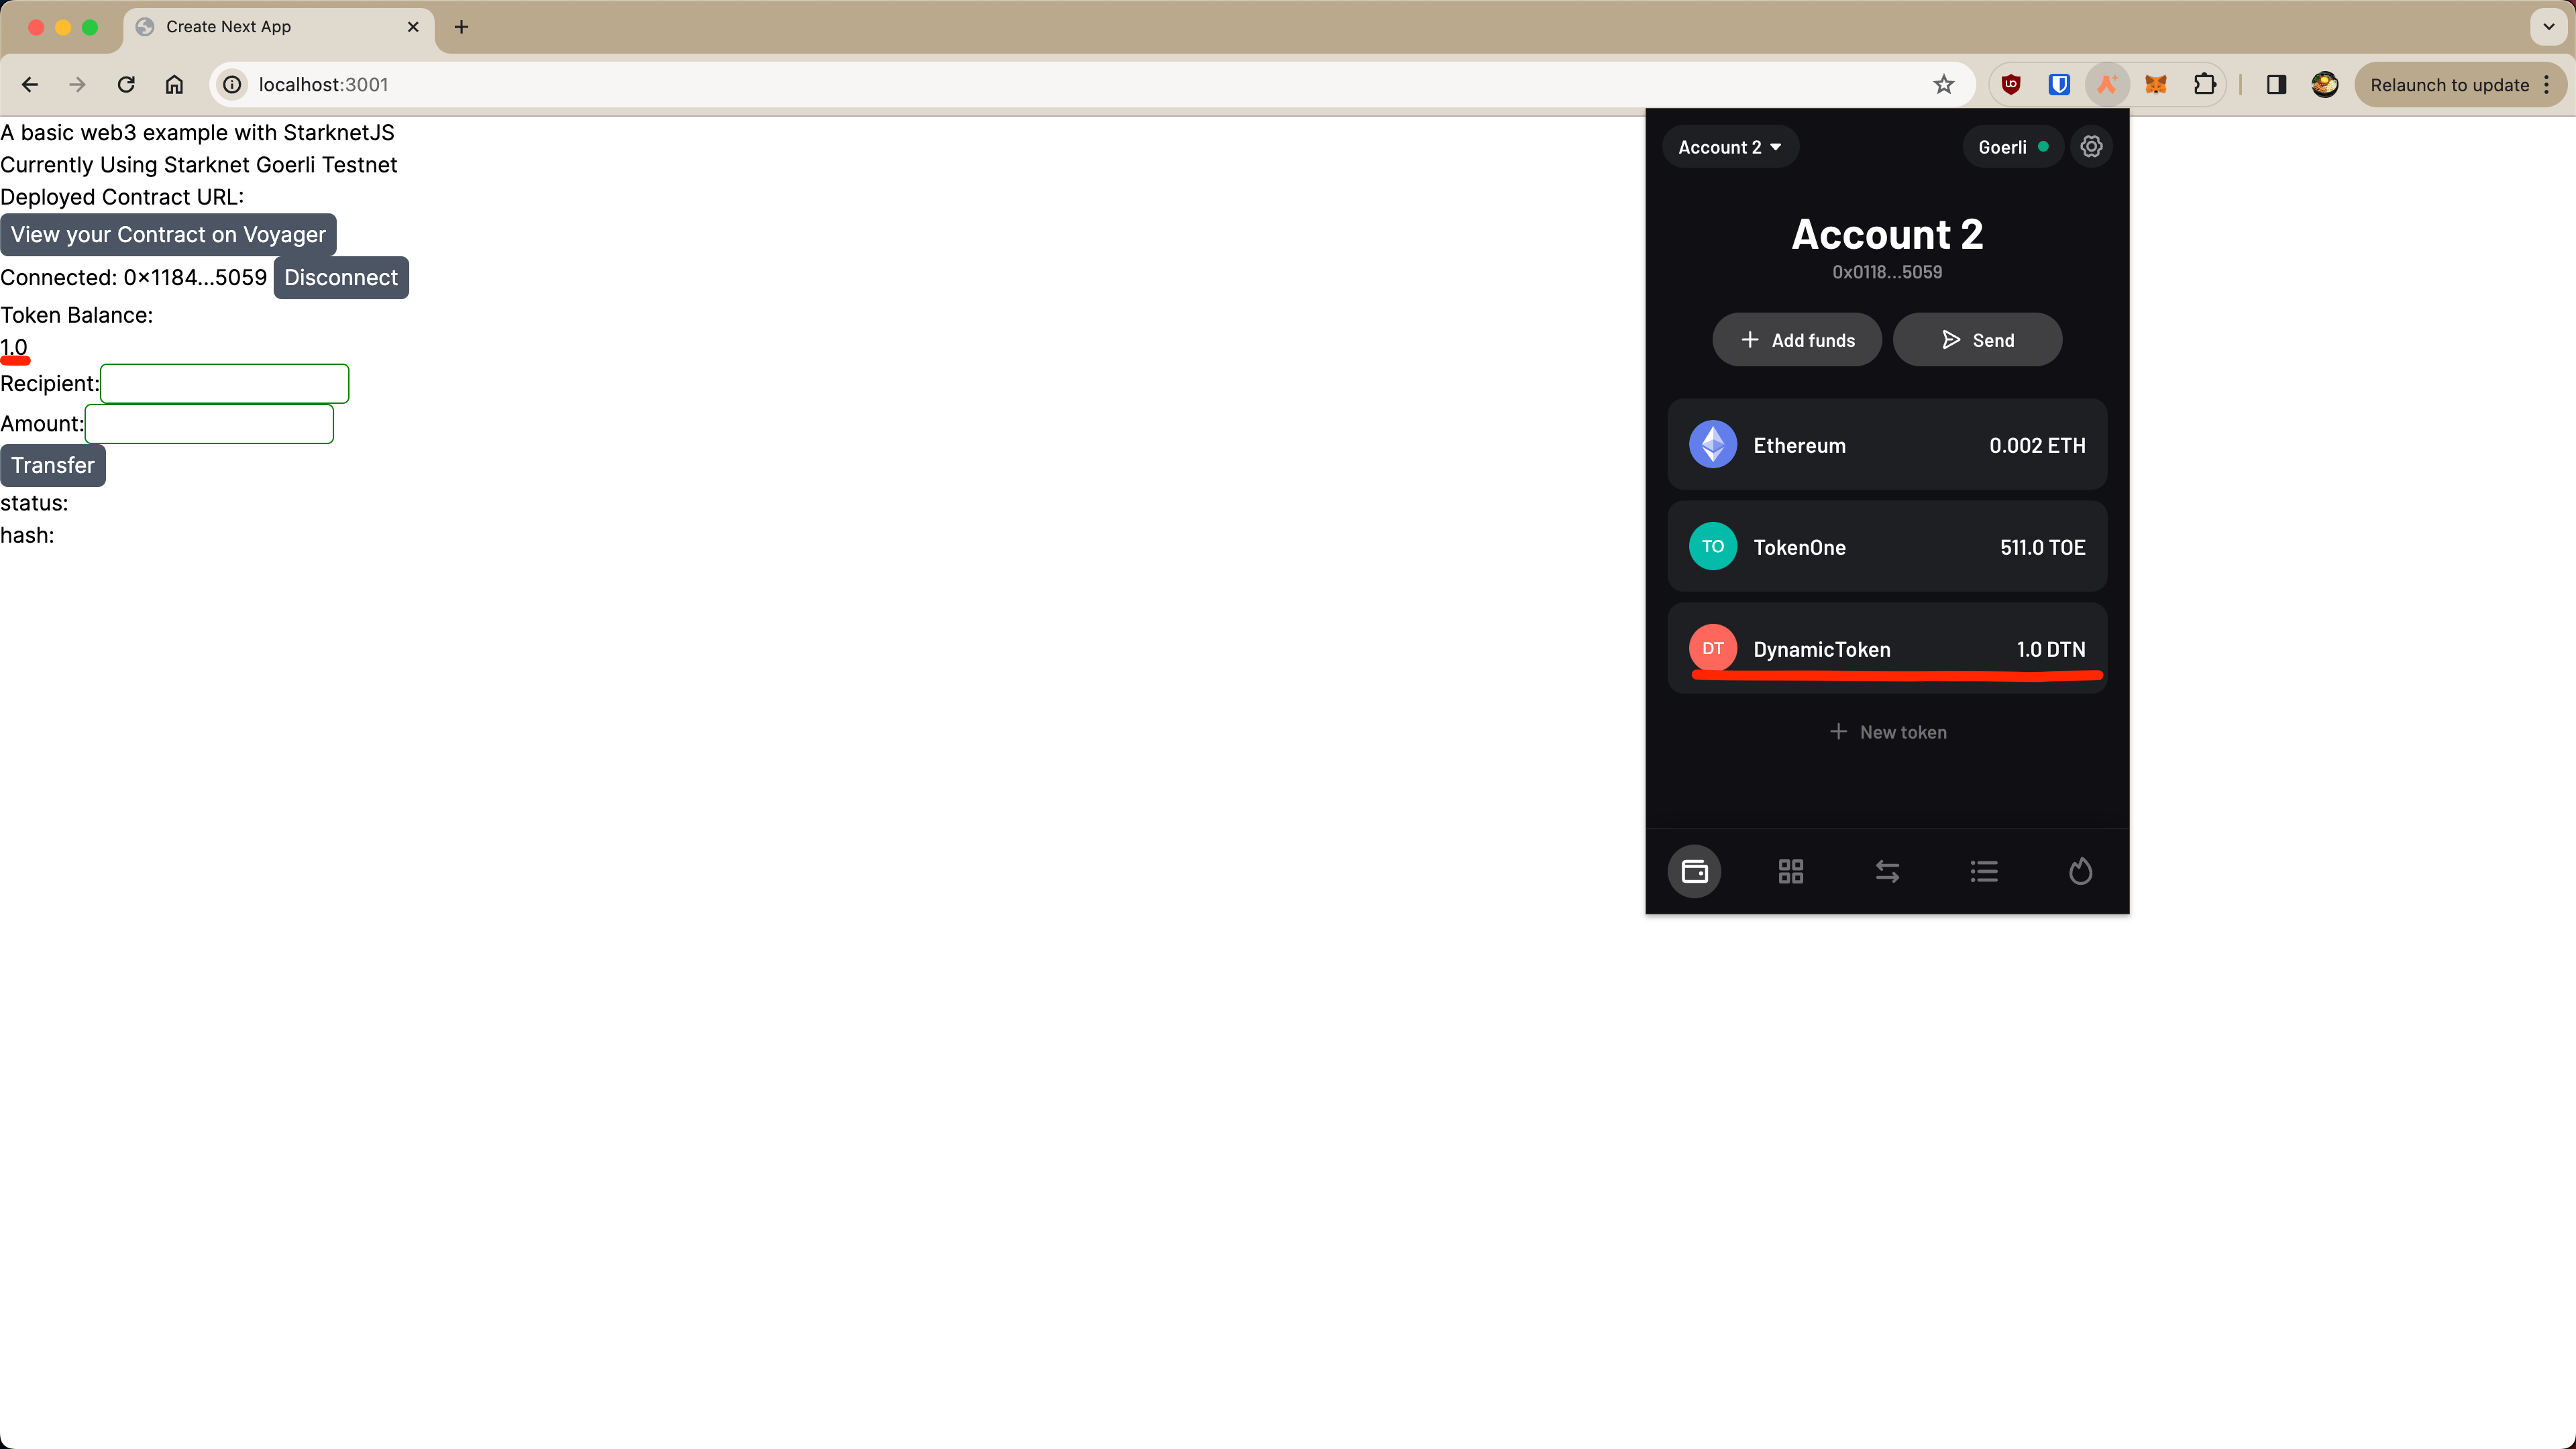 Create Next App
localhost:3001
Relaunch to update
A basic web3 example with StarknetJS
Currently Using Starknet Goerli Testnet
Deployed Contract URL:
View your Contract on Voyager
Connected: 0x1184...5059 Disconnect
Token Balance:
1.0
Recipient:
Amount:
Transfer
status:
hash:
Account 2 Goerli
Account 2
0x0118...5059
Add funds Send
Ethereum 0.002 ETH
TO TokenOne 511.0 TOE
DT DynamicToken 1.0 DTN
New token